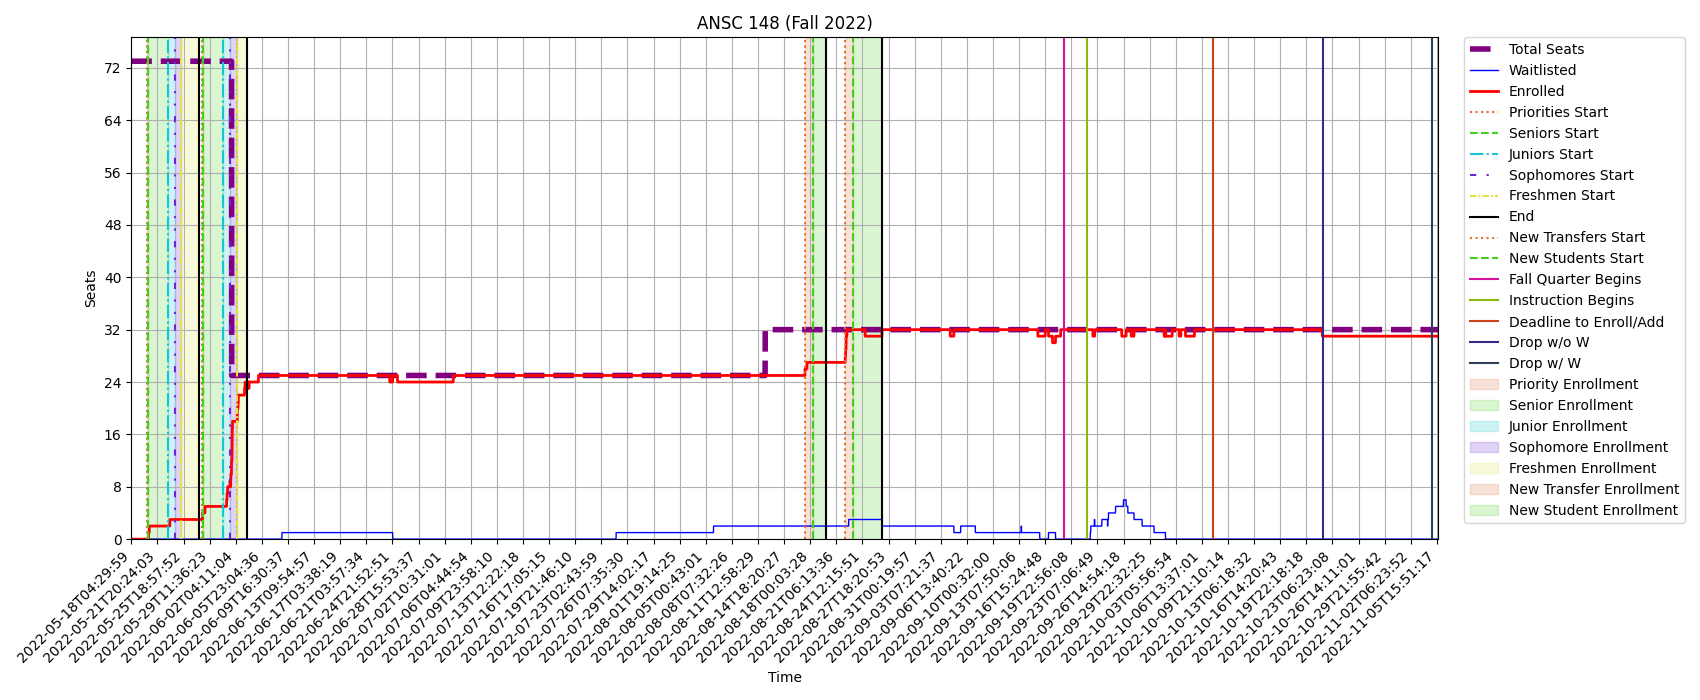 ANSC 148 (Fall 2022)
Seats
72
64
56
48
40
32
24
16
8
0
2022-05-18T04:29:59
2022-05-21T20:24:03
2022-05-25T18:57:52
2022-05-29T11:36:23
2022-06-02T04:11:04
2022-06-05T23:04:36
2022-06-09T16:30:37
2022-06-13T09:54:57
2022-06-17T03:38:19
2022-06-21T03:57:34
2022-06-24T21:52:51
2022-06-28T15:53:37
2022-07-02T10:31:01
2022-07-06T04:44:54
2022-07-09T23:58:10
2022-07-13T12:22:18
2022-07-16T17:05:15
2022-07-19T21:46:10
2022-07-23T02:43:59
2022-07-26T07:35:30
2022-07-29T14:02:17
2022-08-01T19:14:25
2022-08-05T00:43:01
2022-08-08T07:32:26
2022-08-11T12:58:29
2022-08-14T18:20:27
2022-08-18T00:03:28
2022-08-21T06:13:36
2022-08-24T12:15:51
2022-08-27T18:20:53
2022-08-31T00:19:57
2022-09-03T07:21:37
2022-09-06T13:40:22
2022-09-10T00:32:00
2022-09-13T07:50:06
2022-09-16T15:24:48
2022-09-19T22:56:08
2022-09-23T07:06:49
2022-09-26T14:54:18
2022-09-29T22:32:25
2022-10-03T05:56:54
2022-10-06T13:37:01
2022-10-09T21:10:14
2022-10-13T06:18:32
2022-10-16T14:20:43
2022-10-19T22:18:18
2022-10-23T06:23:08
2022-10-26T14:11:01
2022-10-29T21:55:42
2022-11-02T06:23:52
2022-11-05T15:51:17
Time
Total Seats
Waitlisted
Enrolled
Priorities Start
Seniors Start
Juniors Start
Sophomores Start
Freshmen Start
End
New Transfers Start
New Students Start
Fall Quarter Begins
Instruction Begins
Deadline to Enroll/Add
Drop w/o W
Drop w/ W
Priority Enrollment
Senior Enrollment
Junior Enrollment
Sophomore Enrollment
Freshmen Enrollment
New Transfer Enrollment
New Student Enrollment